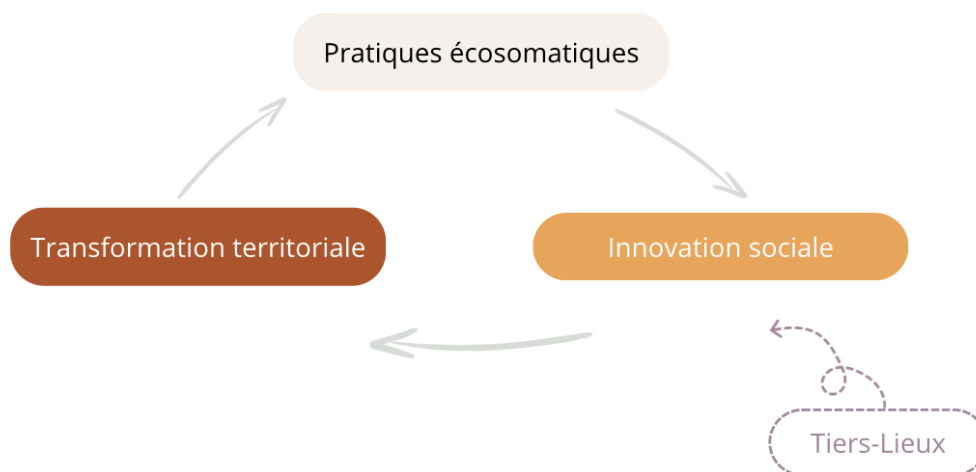 Pratiques écosomatiques
Transformation territoriale
Innovation sociale
Tiers-Lieux